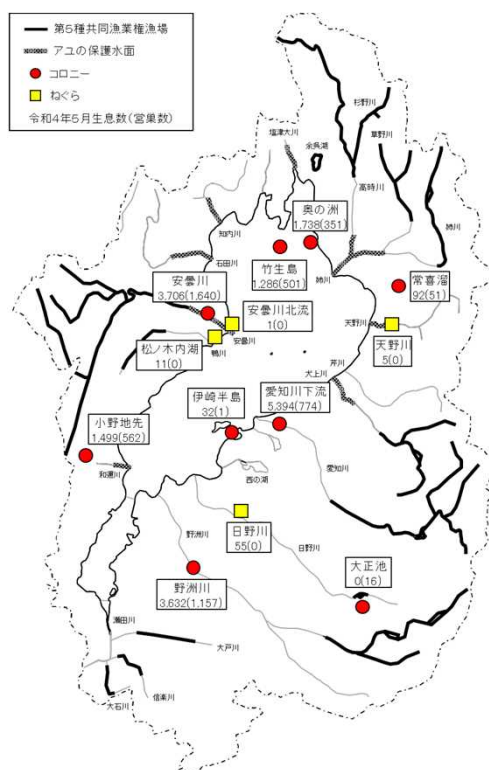 第5種共同漁業権漁場
アユの保護水面
コロニー
ねぐら
令和4年5月生息数(営巣数)
杉野川
草野川
塩津大川
余呉湖
高時川
姉川
奥の洲
1,738(351)
知内川
石田川
竹生島
1,286(501)
姉川
常喜溜
92(51)
安曇川
3,706(1,640)
安曇川北流
1(0)
安曇川
天野川
天野川
5(0)
松ノ木内湖
11(0)
鴨川
芹川
犬上川
伊崎半島
32(1)
愛知川下流
5,394(774)
小野地先
1,499(562)
和邇川
西の湖
愛知川
野洲川
日野川
55(0)
日野川
大正池
0(16)
野洲川
3,632(1,157)
瀬田川
大戸川
信楽川
大石川